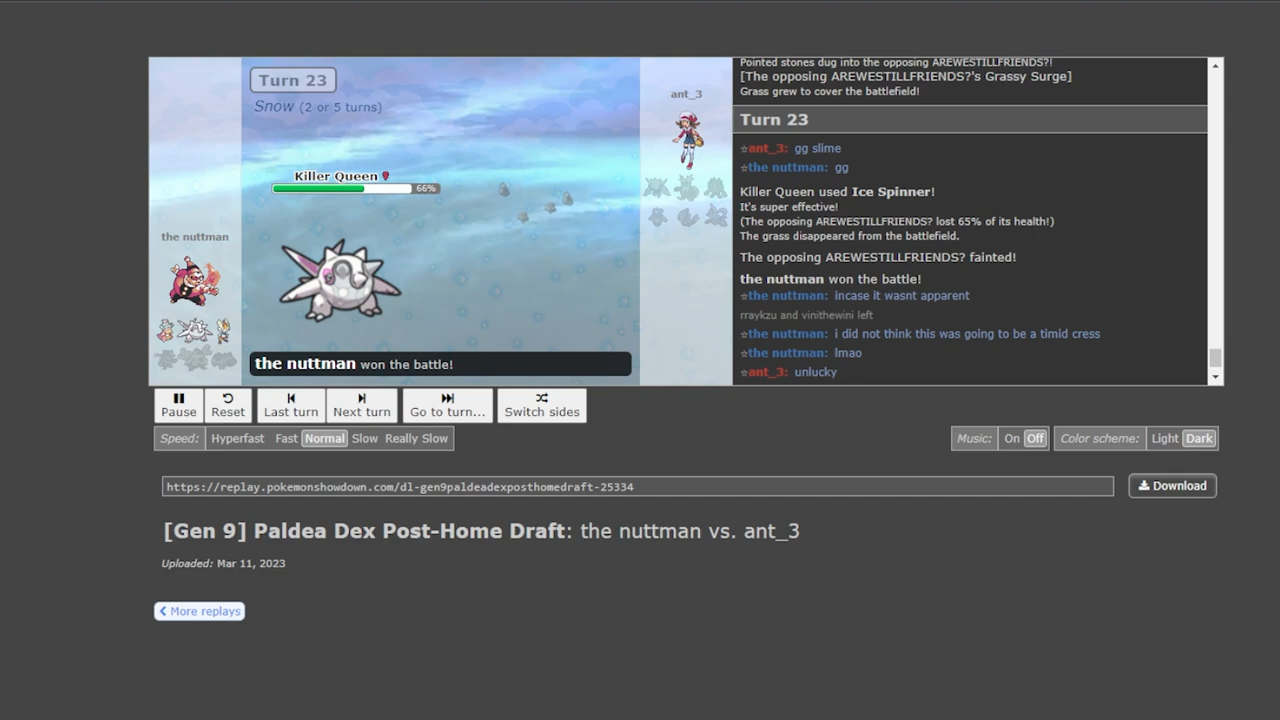 Turn 23
Snow (2 or 5 turns)
Killer Queen
66%
the nuttman
the nuttman won the battle!
ant_3
Pointed stones dug into the opposing AREWESTILLFRIENDS?!
[The opposing AREWESTILLFRIENDS?'s Grassy Surge]
Grass grew to cover the battlefield!
Turn 23
☆ant_3: gg slime
☆the nuttman: gg
Killer Queen used Ice Spinner!
It's super effective!
(The opposing AREWESTILLFRIENDS? lost 65% of its health!)
The grass disappeared from the battlefield.
The opposing AREWESTILLFRIENDS? fainted!
the nuttman won the battle!
☆the nuttman: incase it wasnt apparent
rraykzu and vinithewini left
☆the nuttman: i did not think this was going to be a timid cress
☆the nuttman: lmao
☆ant_3: unlucky
Pause Reset Last turn Next turn Go to turn... Switch sides
Speed: Hyperfast Fast Normal Slow Really Slow
Music: On Off Color scheme: Light Dark
https://replay.pokemonshowdown.com/dl-gen9paldeadexposthomedraft-25334
Download
[Gen 9] Paldea Dex Post-Home Draft: the nuttman vs. ant_3
Uploaded: Mar 11, 2023
More replays